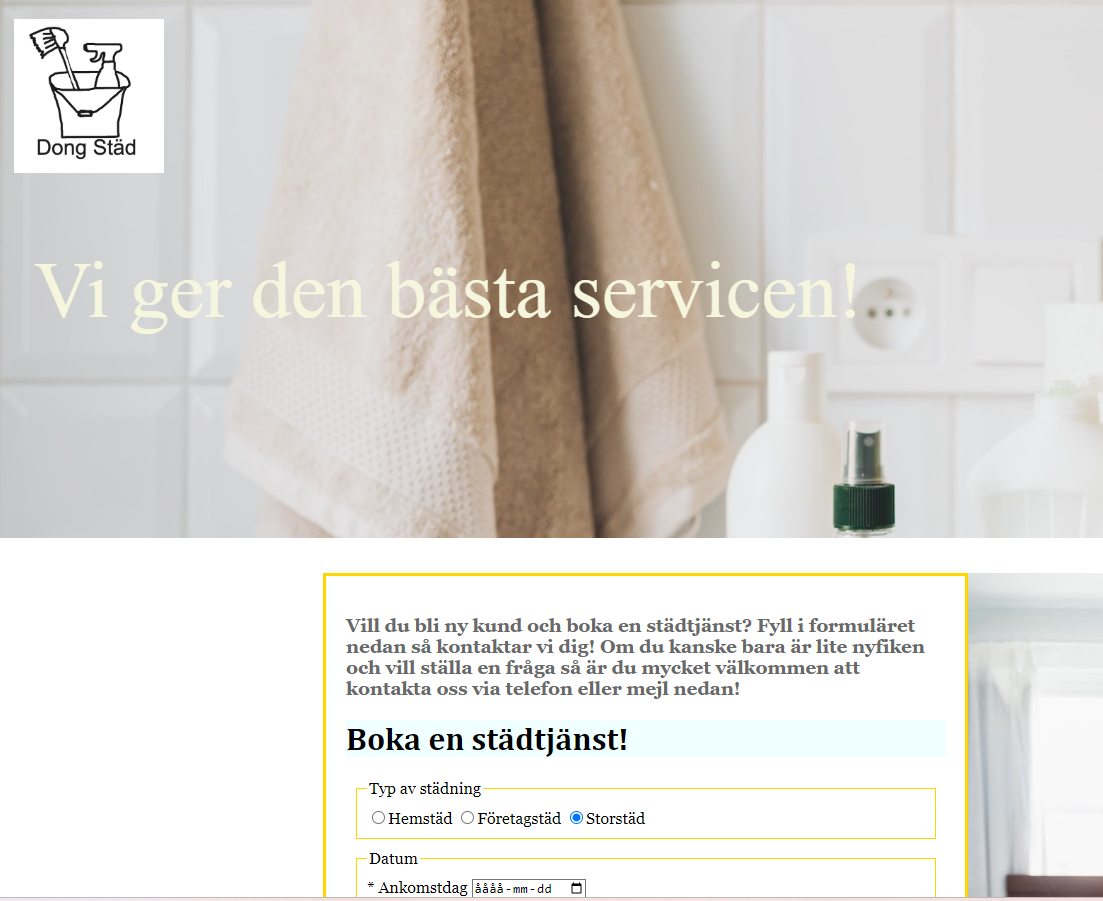 Dong Städ
Vi ger den bästa servicen!
Vill du bli ny kund och boka en städtjänst? Fyll i formuläret
nedan så kontaktar vi dig! Om du kanske bara är lite nyfiken
och vill ställa en fråga så är du mycket välkommen att
kontakta oss via telefon eller mejl nedan!
Boka en städtjänst!
Typ av städning
Hemstäd Företagstäd Storstäd
Datum
* Ankomstdag åååå-mm-dd